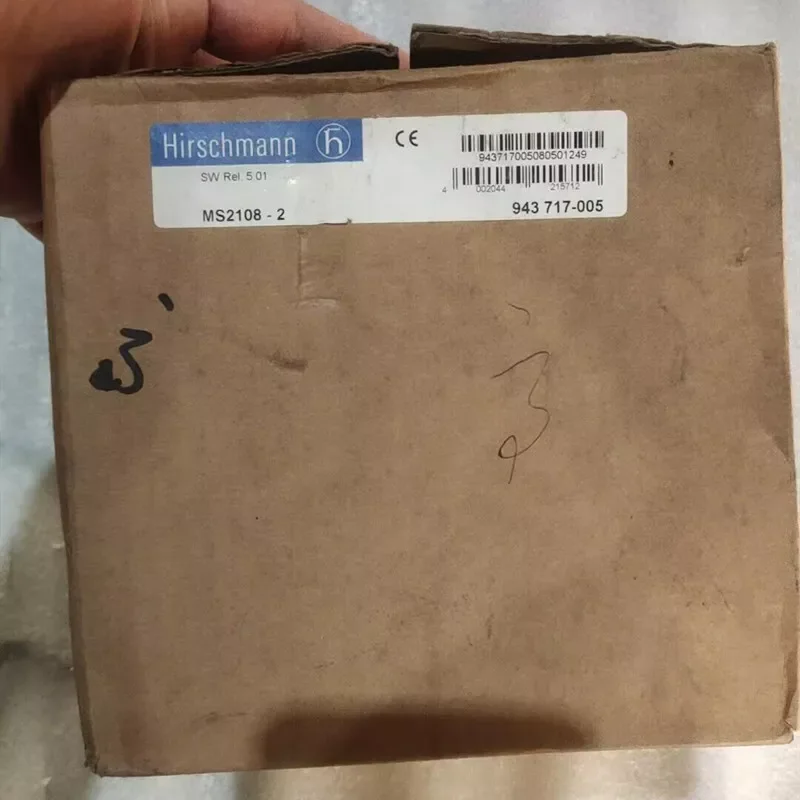 Hirschmann
CE
943717005080501249
SW Rel. 5.01
4 002044 215712
MS2108 - 2
943 717-005